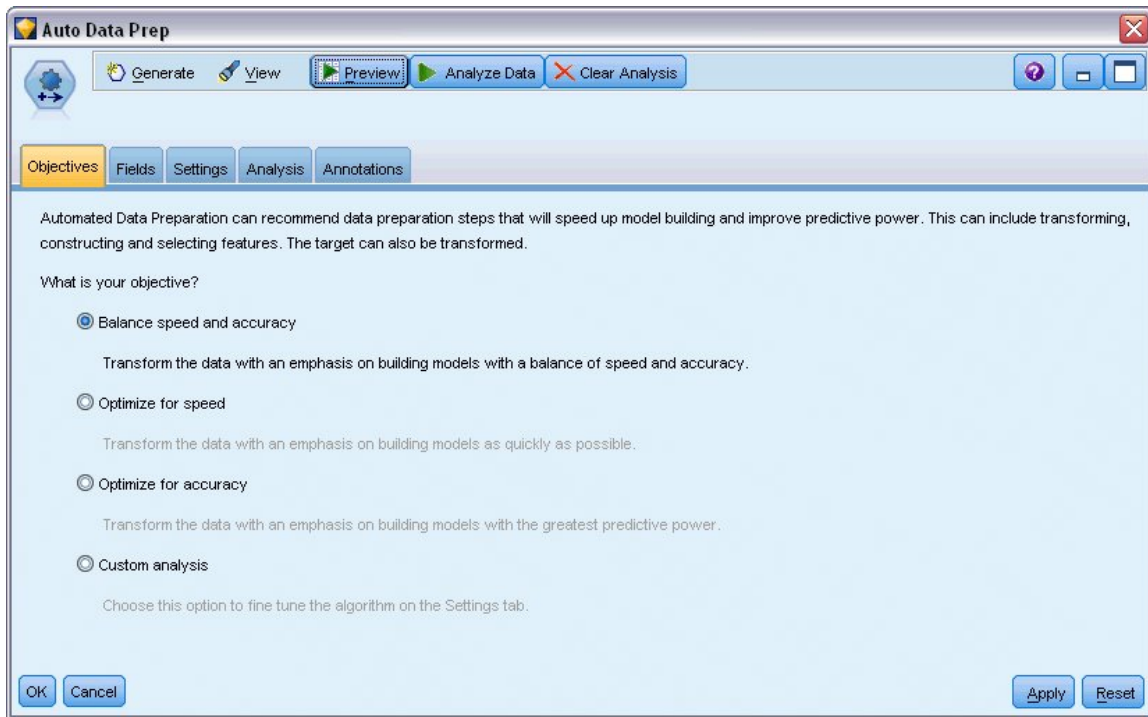 Auto Data Prep
Generate View Preview Analyze Data Clear Analysis
Objectives Fields Settings Analysis Annotations
Automated Data Preparation can recommend data preparation steps that will speed up model building and improve predictive power. This can include transforming,
constructing and selecting features. The target can also be transformed.
What is your objective?
Balance speed and accuracy
Transform the data with an emphasis on building models with a balance of speed and accuracy.
Optimize for speed
Transform the data with an emphasis on building models as quickly as possible.
Optimize for accuracy
Transform the data with an emphasis on building models with the greatest predictive power.
Custom analysis
Choose this option to fine tune the algorithm on the Settings tab.
OK Cancel Apply Reset